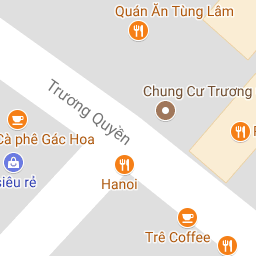 Quán Ăn Tùng Lâm
Trương Quyền
Chung Cư Trương
Cà phê Gác Hoa
siêu rẻ
Hanoi
Trê Coffee